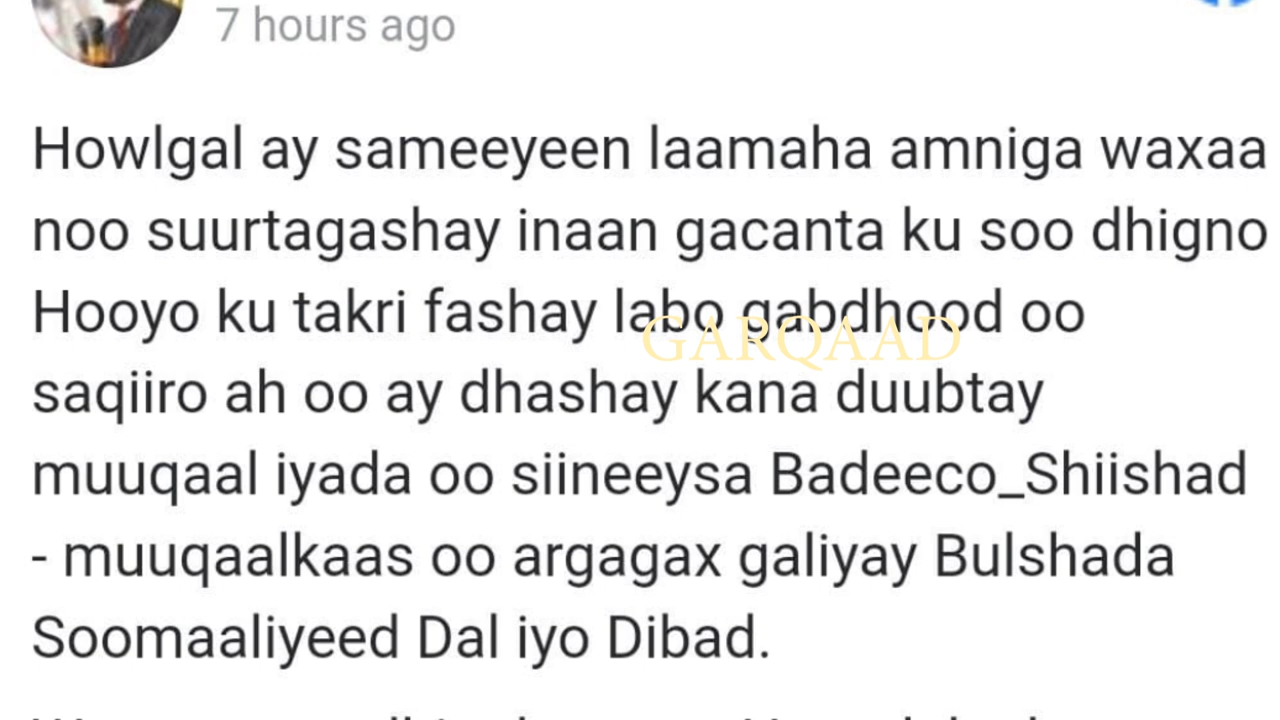 7 hours ago
Howlgal ay sameeyeen laamaha amniga waxaa
noo suurtagashay inaan gacanta ku soo dhigno
Hooyo ku takri fashay labo gabdhood oo
GARQAAD
saqiiro ah oo ay dhashay kana duubtay
muuqaal iyada oo siineeysa Badeeco_Shiishad
- muuqaalkaas oo argagax galiyay Bulshada
Soomaaliyeed Dal iyo Dibad.